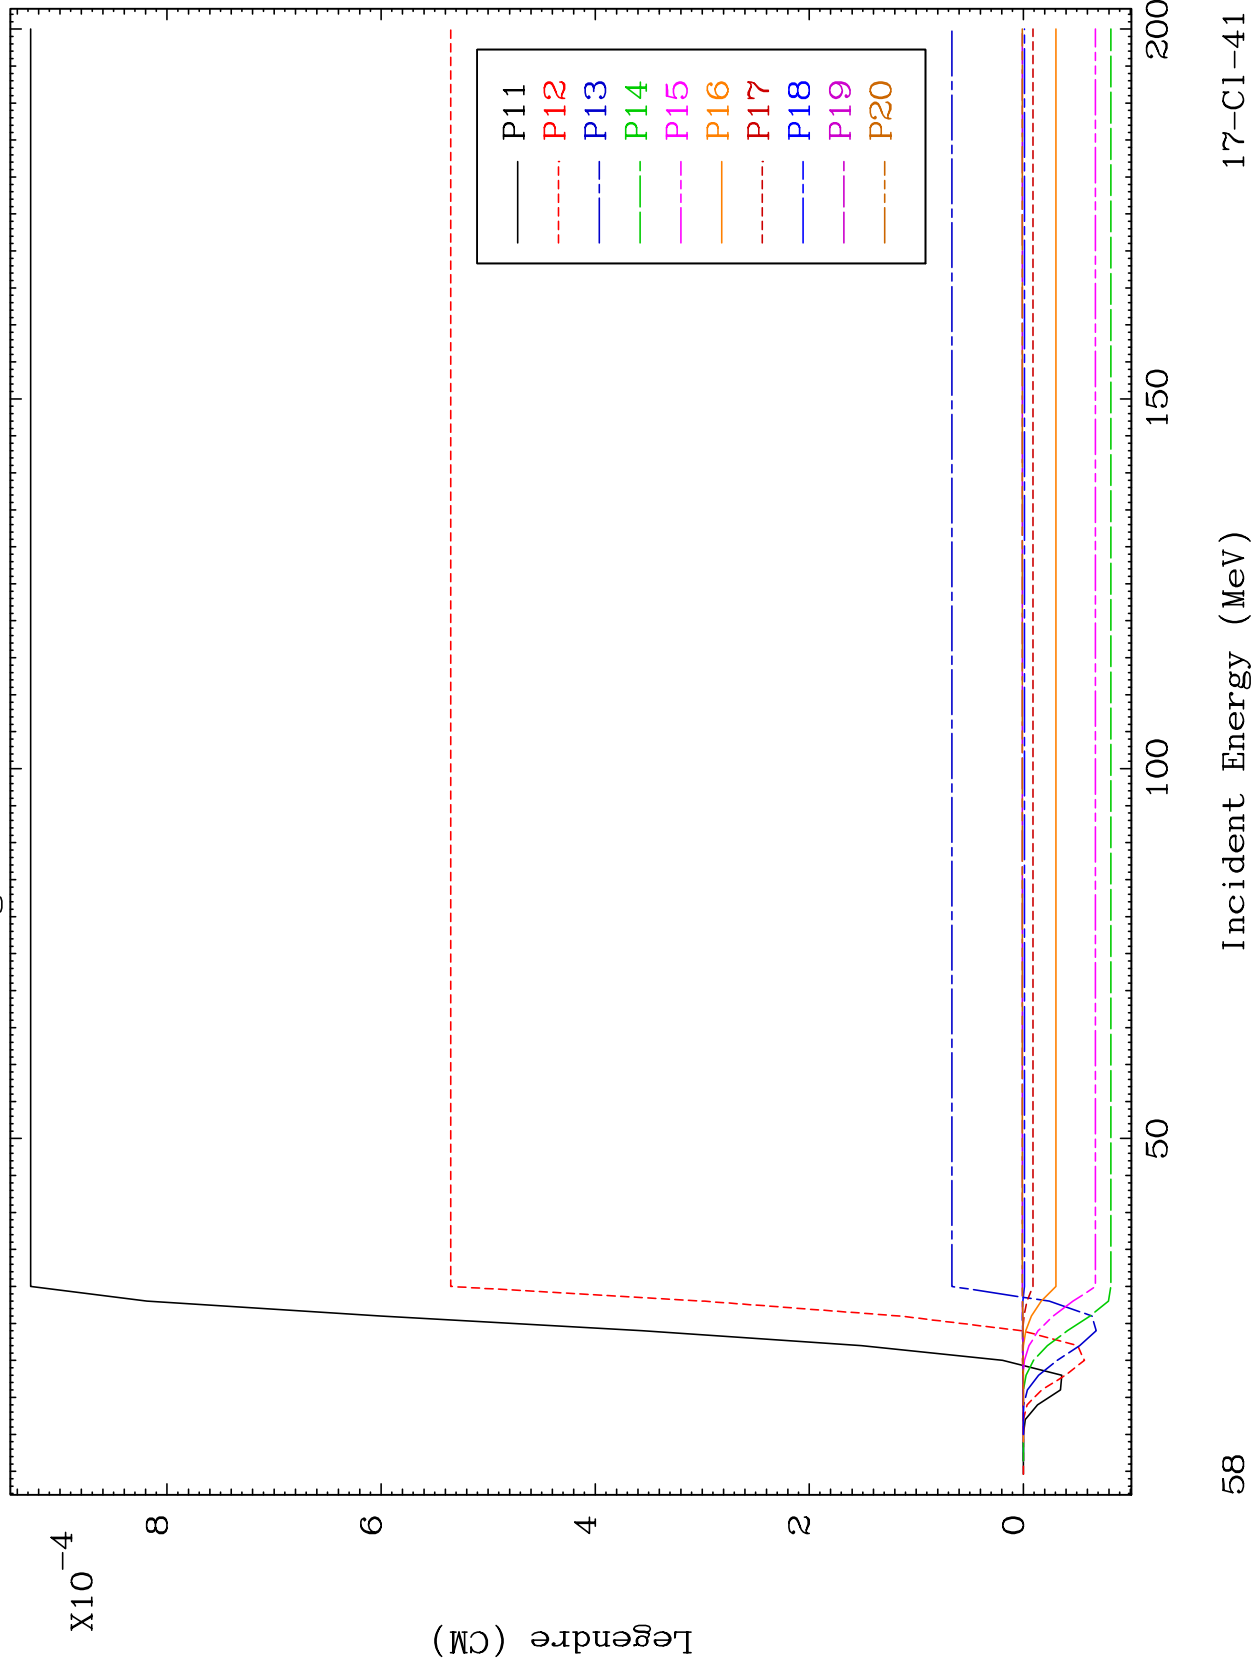 X10-4
8
6
4
2
0
Legendre (CM)
P11
P12
P13
P14
P15
P16
P17
P18
P19
P20
50
100
150
200
Incident Energy (MeV)
58
17-Cl-41